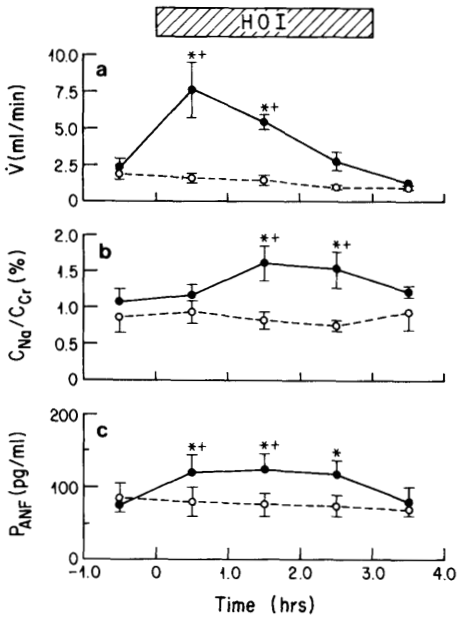 HOI
a
*+
*+
10.0
7.5
5.0
2.5
0
V̇(ml/min)
b
*+
*+
2.0
1.5
1.0
0.5
0
C_Na/C_Cr (%)
c
*+
*+
*
200
100
0
P_ANF (pg/ml)
-1.0 0 1.0 2.0 3.0 4.0
Time (hrs)